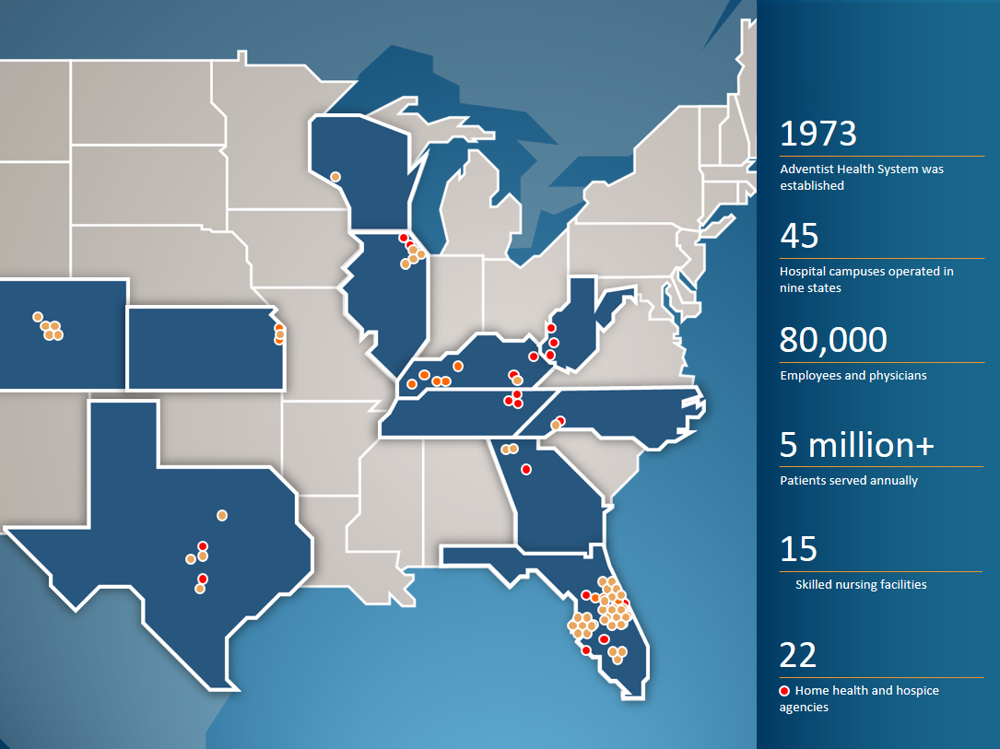 1973
Adventist Health System was
established
45
Hospital campuses operated in
nine states
80,000
Employees and physicians
5 million+
Patients served annually
15
Skilled nursing facilities
22
Home health and hospice
agencies